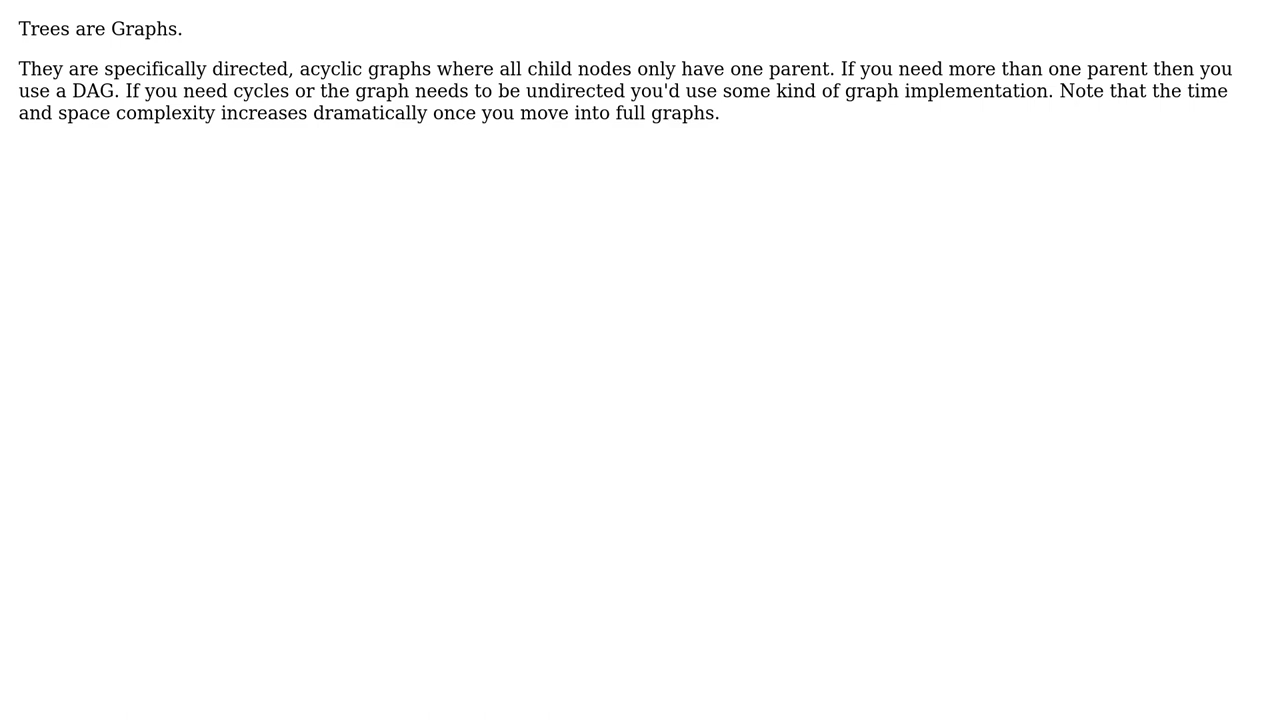 Trees are Graphs.
They are specifically directed, acyclic graphs where all child nodes only have one parent. If you need more than one parent then you
use a DAG. If you need cycles or the graph needs to be undirected you'd use some kind of graph implementation. Note that the time
and space complexity increases dramatically once you move into full graphs.